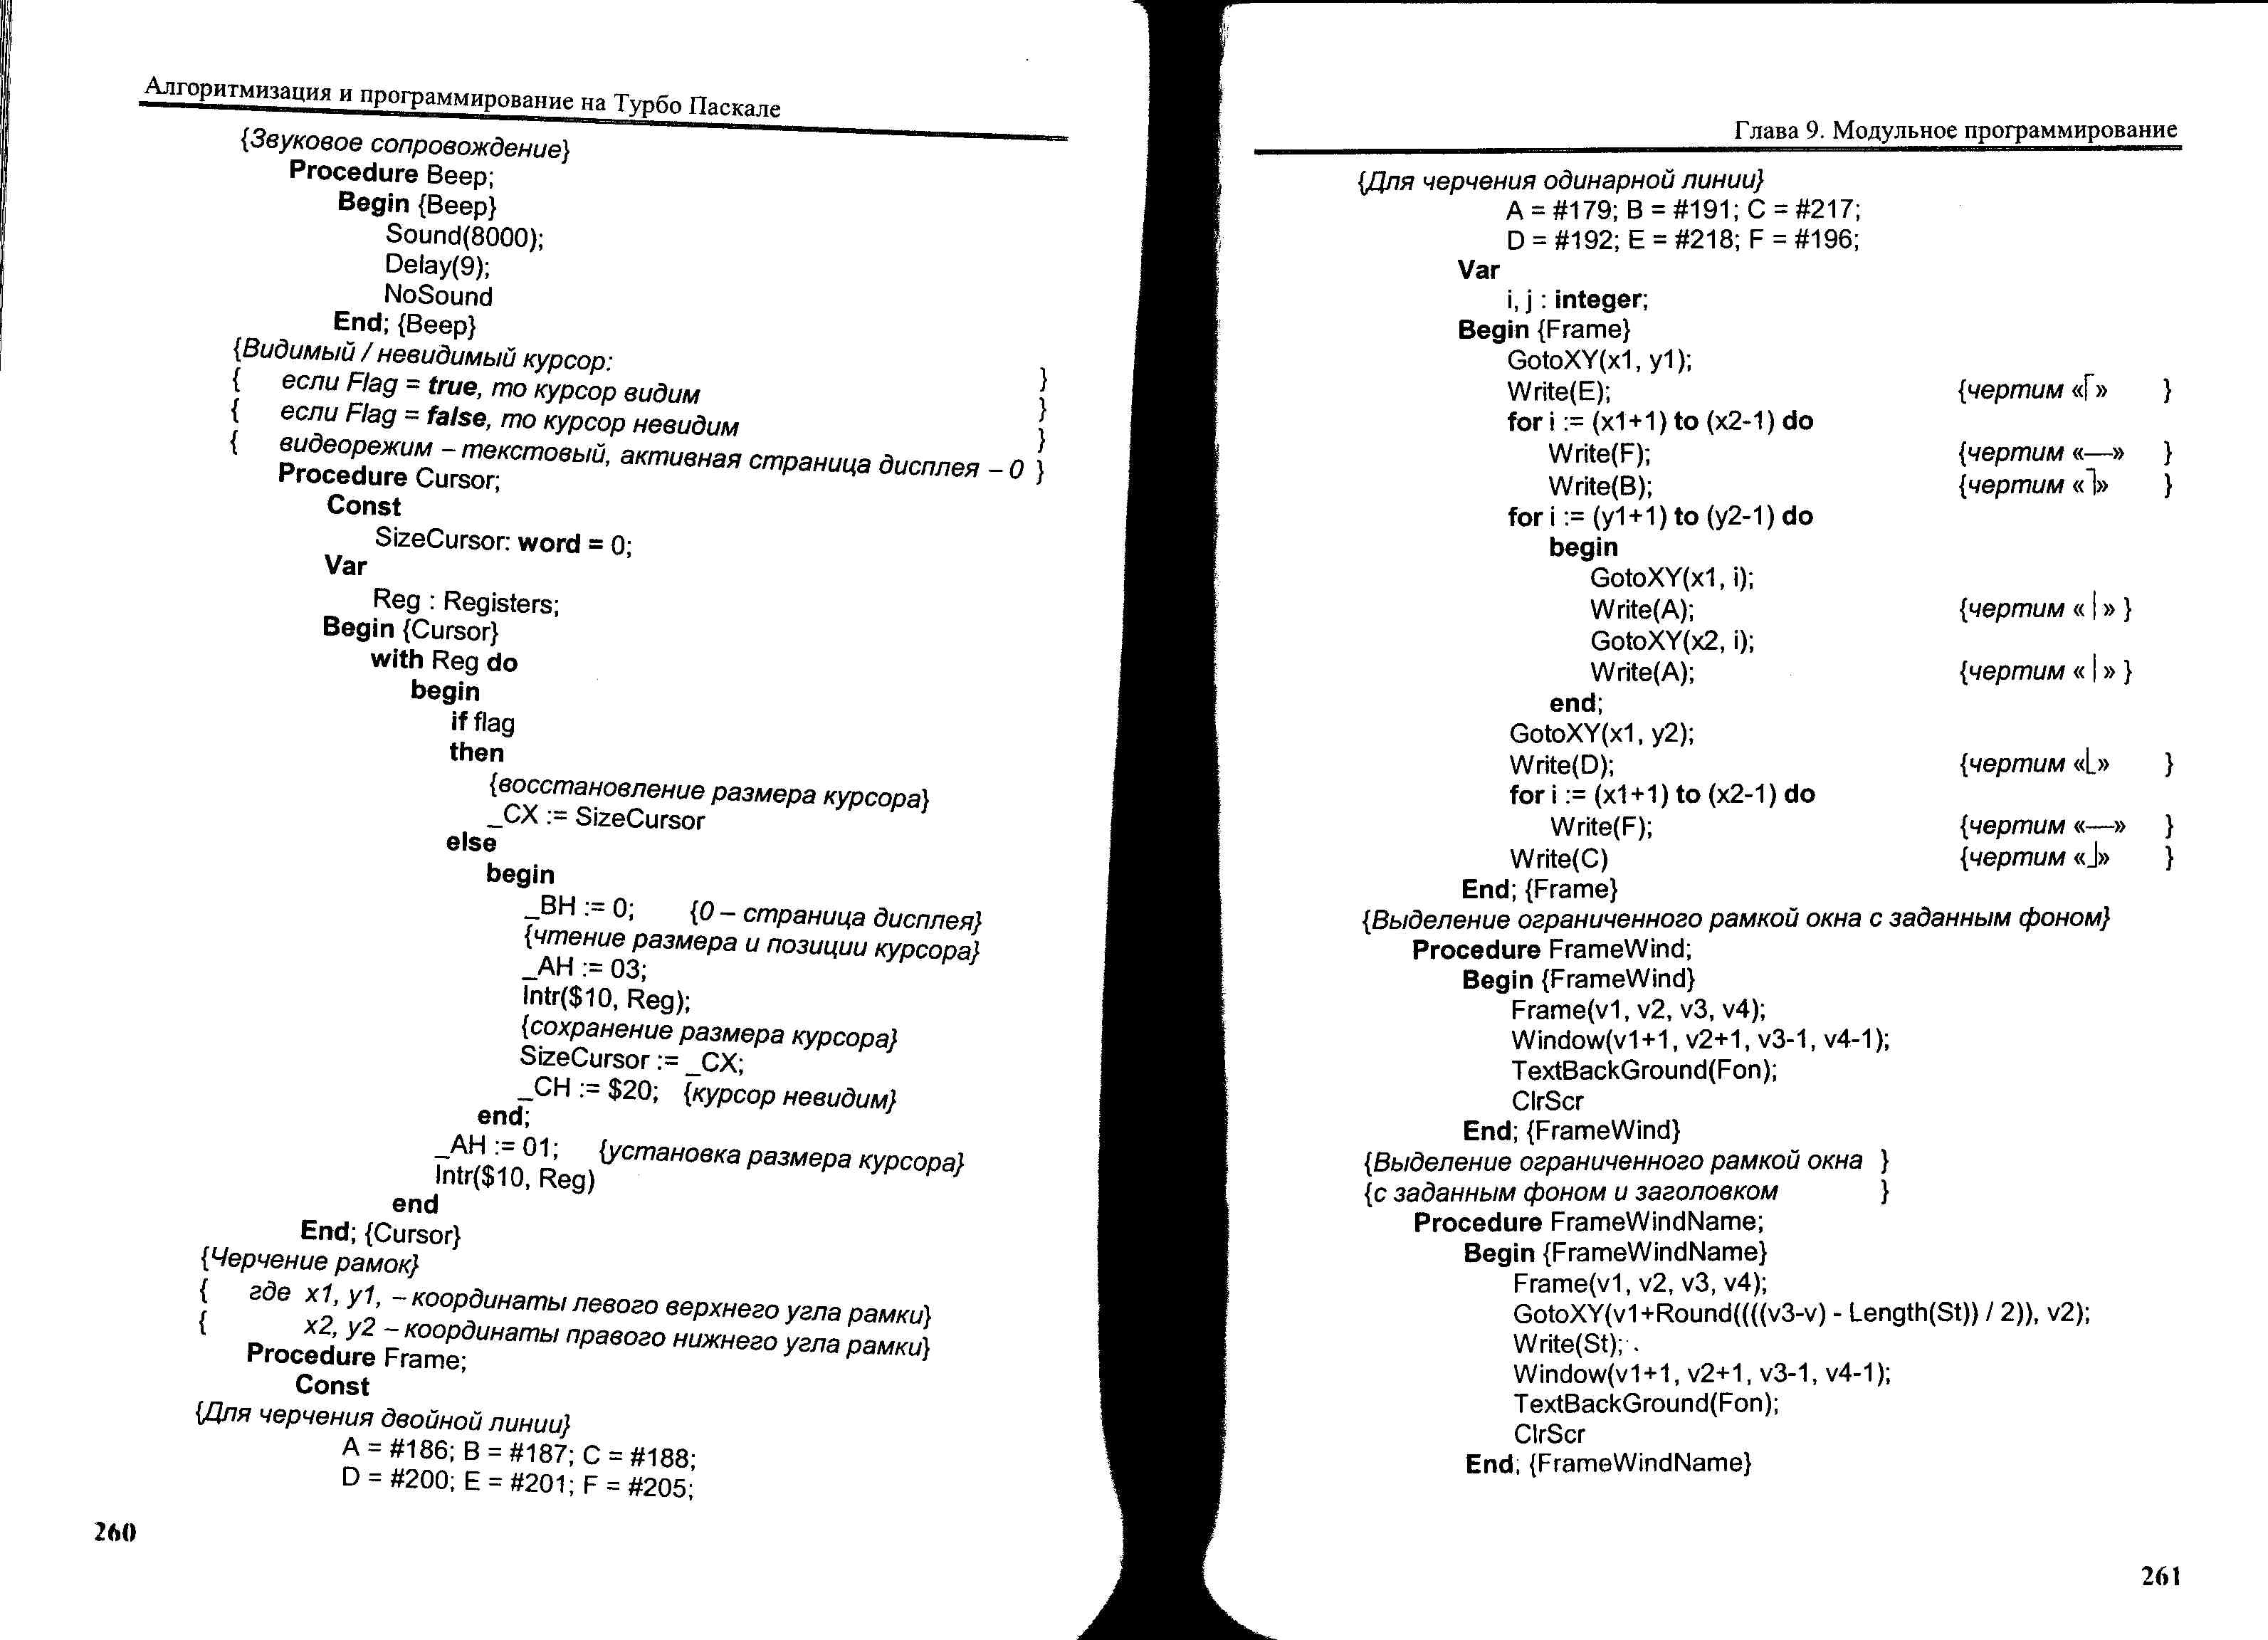 Алгоритмизация и программирование на Турбо Паскале
{Звуковое сопровождение}
Procedure Beep;
Begin {Beep}
Sound(8000);
Delay(9);
NoSound
End; {Beep}
{Видимый / невидимый курсор:
{ если Flag = true, то курсор видим }
{ если Flag = false, то курсор невидим }
{ видеорежим – текстовый, активная страница дисплея – 0 }
Procedure Cursor;
Const
SizeCursor: word = 0;
Var
Reg : Registers;
Begin {Cursor}
with Reg do
begin
if flag
then
{восстановление размера курсора}
_CX := SizeCursor
else
begin
_BH := 0; {0 – страница дисплея}
{чтение размера и позиции курсора}
_AH := 03;
Intr($10, Reg);
{сохранение размера курсора}
SizeCursor := _CX;
_CH := $20; {курсор невидим}
end;
_AH := 01; {установка размера курсора}
Intr($10, Reg)
end
End; {Cursor}
{Черчение рамок}
{ где x1, y1, – координаты левого верхнего угла рамки}
{ x2, y2 – координаты правого нижнего угла рамки}
Procedure Frame;
Const
{Для черчения двойной линии}
A = #186; B = #187; C = #188;
D = #200; E = #201; F = #205;
260
Глава 9. Модульное программирование
{Для черчения одинарной линии}
A = #179; B = #191; C = #217;
D = #192; E = #218; F = #196;
Var
i, j : integer;
Begin {Frame}
GotoXY(x1, y1);
Write(E); {чертим «┌» }
for i := (x1+1) to (x2-1) do
Write(F); {чертим «—» }
Write(B); {чертим «┐» }
for i := (y1+1) to (y2-1) do
begin
GotoXY(x1, i);
Write(A); {чертим « | » }
GotoXY(x2, i);
Write(A); {чертим « | » }
end;
GotoXY(x1, y2);
Write(D); {чертим «└» }
for i := (x1+1) to (x2-1) do
Write(F); {чертим «—» }
Write(C) {чертим «┘» }
End; {Frame}
{Выделение ограниченного рамкой окна с заданным фоном}
Procedure FrameWind;
Begin {FrameWind}
Frame(v1, v2, v3, v4);
Window(v1+1, v2+1, v3-1, v4-1);
TextBackGround(Fon);
ClrScr
End; {FrameWind}
{Выделение ограниченного рамкой окна }
{с заданным фоном и заголовком }
Procedure FrameWindName;
Begin {FrameWindName}
Frame(v1, v2, v3, v4);
GotoXY(v1+Round((((v3-v) - Length(St)) / 2)), v2);
Write(St);
Window(v1+1, v2+1, v3-1, v4-1);
TextBackGround(Fon);
ClrScr
End; {FrameWindName}
261